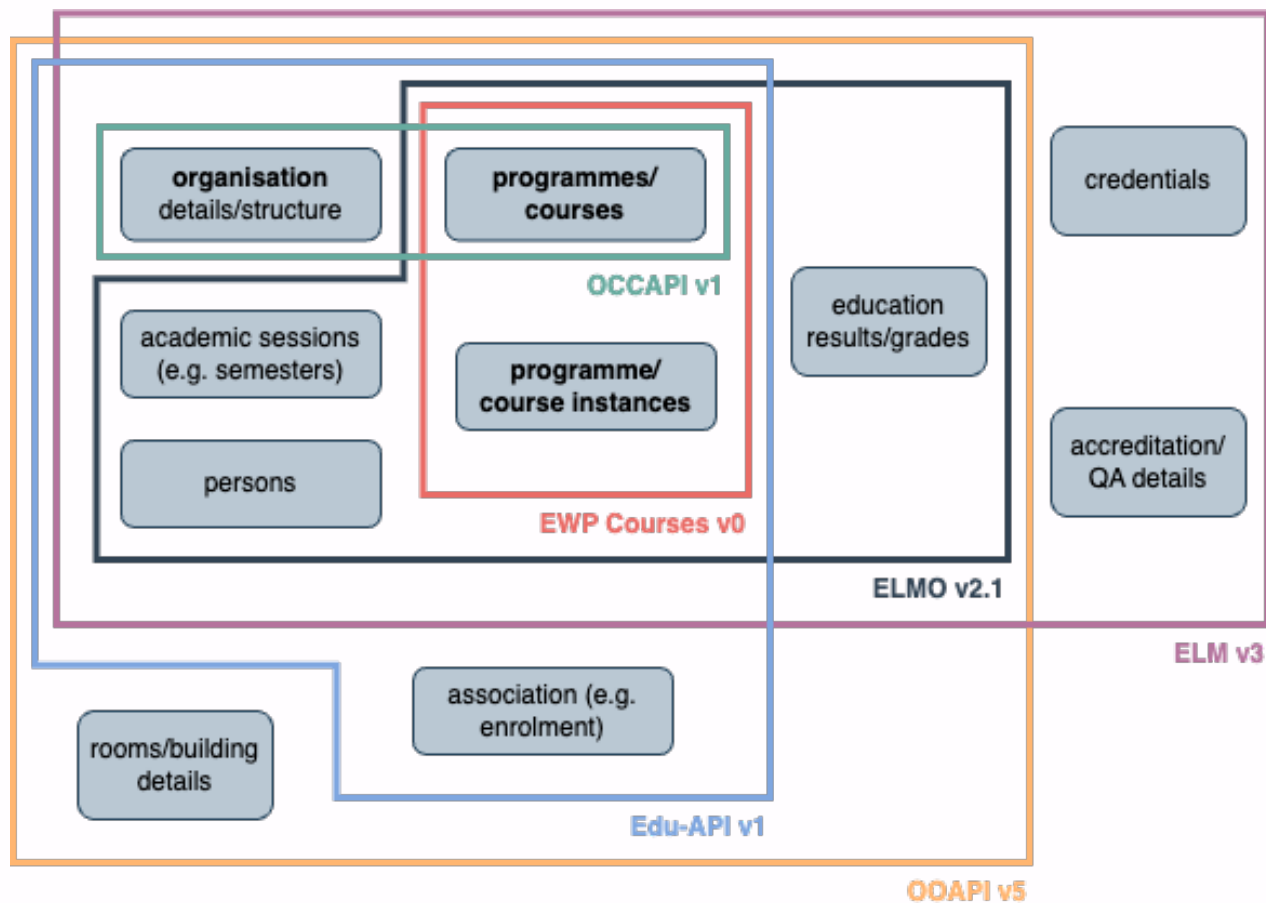 organisation
details/structure
programmes/
courses
credentials
OCCAPI v1
education
results/grades
academic sessions
(e.g. semesters)
programme/
course instances
accreditation/
QA details
persons
EWP Courses v0
ELMO v2.1
ELM v3
association (e.g.
enrolment)
rooms/building
details
Edu-API v1
OOAPI v5